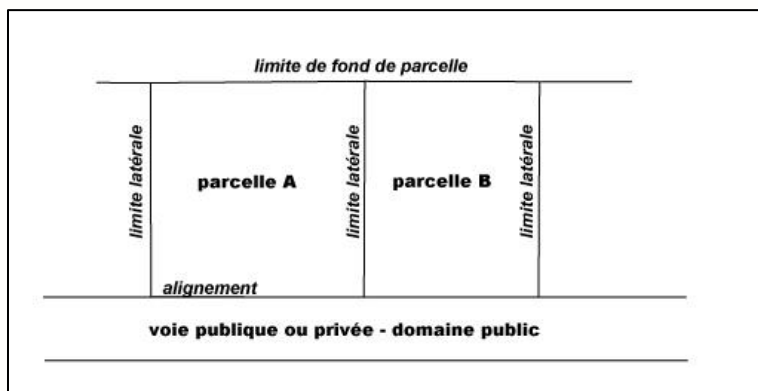 limite de fond de parcelle
limite latérale
parcelle A
limite latérale
parcelle B
limite latérale
alignement
voie publique ou privée - domaine public